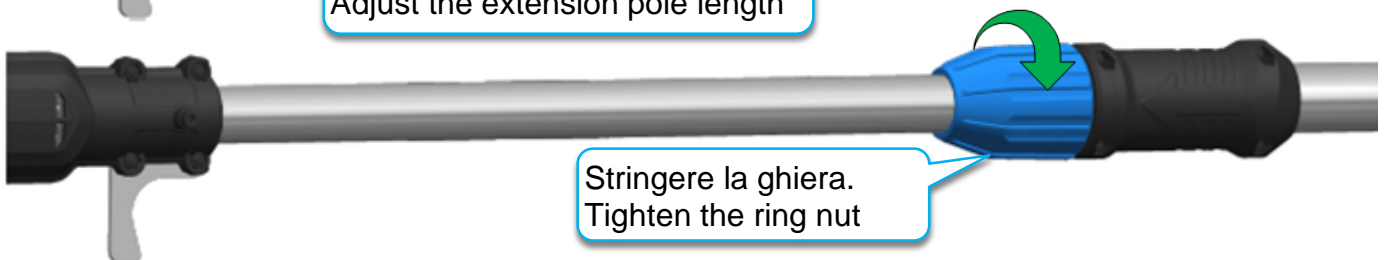 Adjust the extension pole length
Stringere la ghiera.
Tighten the ring nut